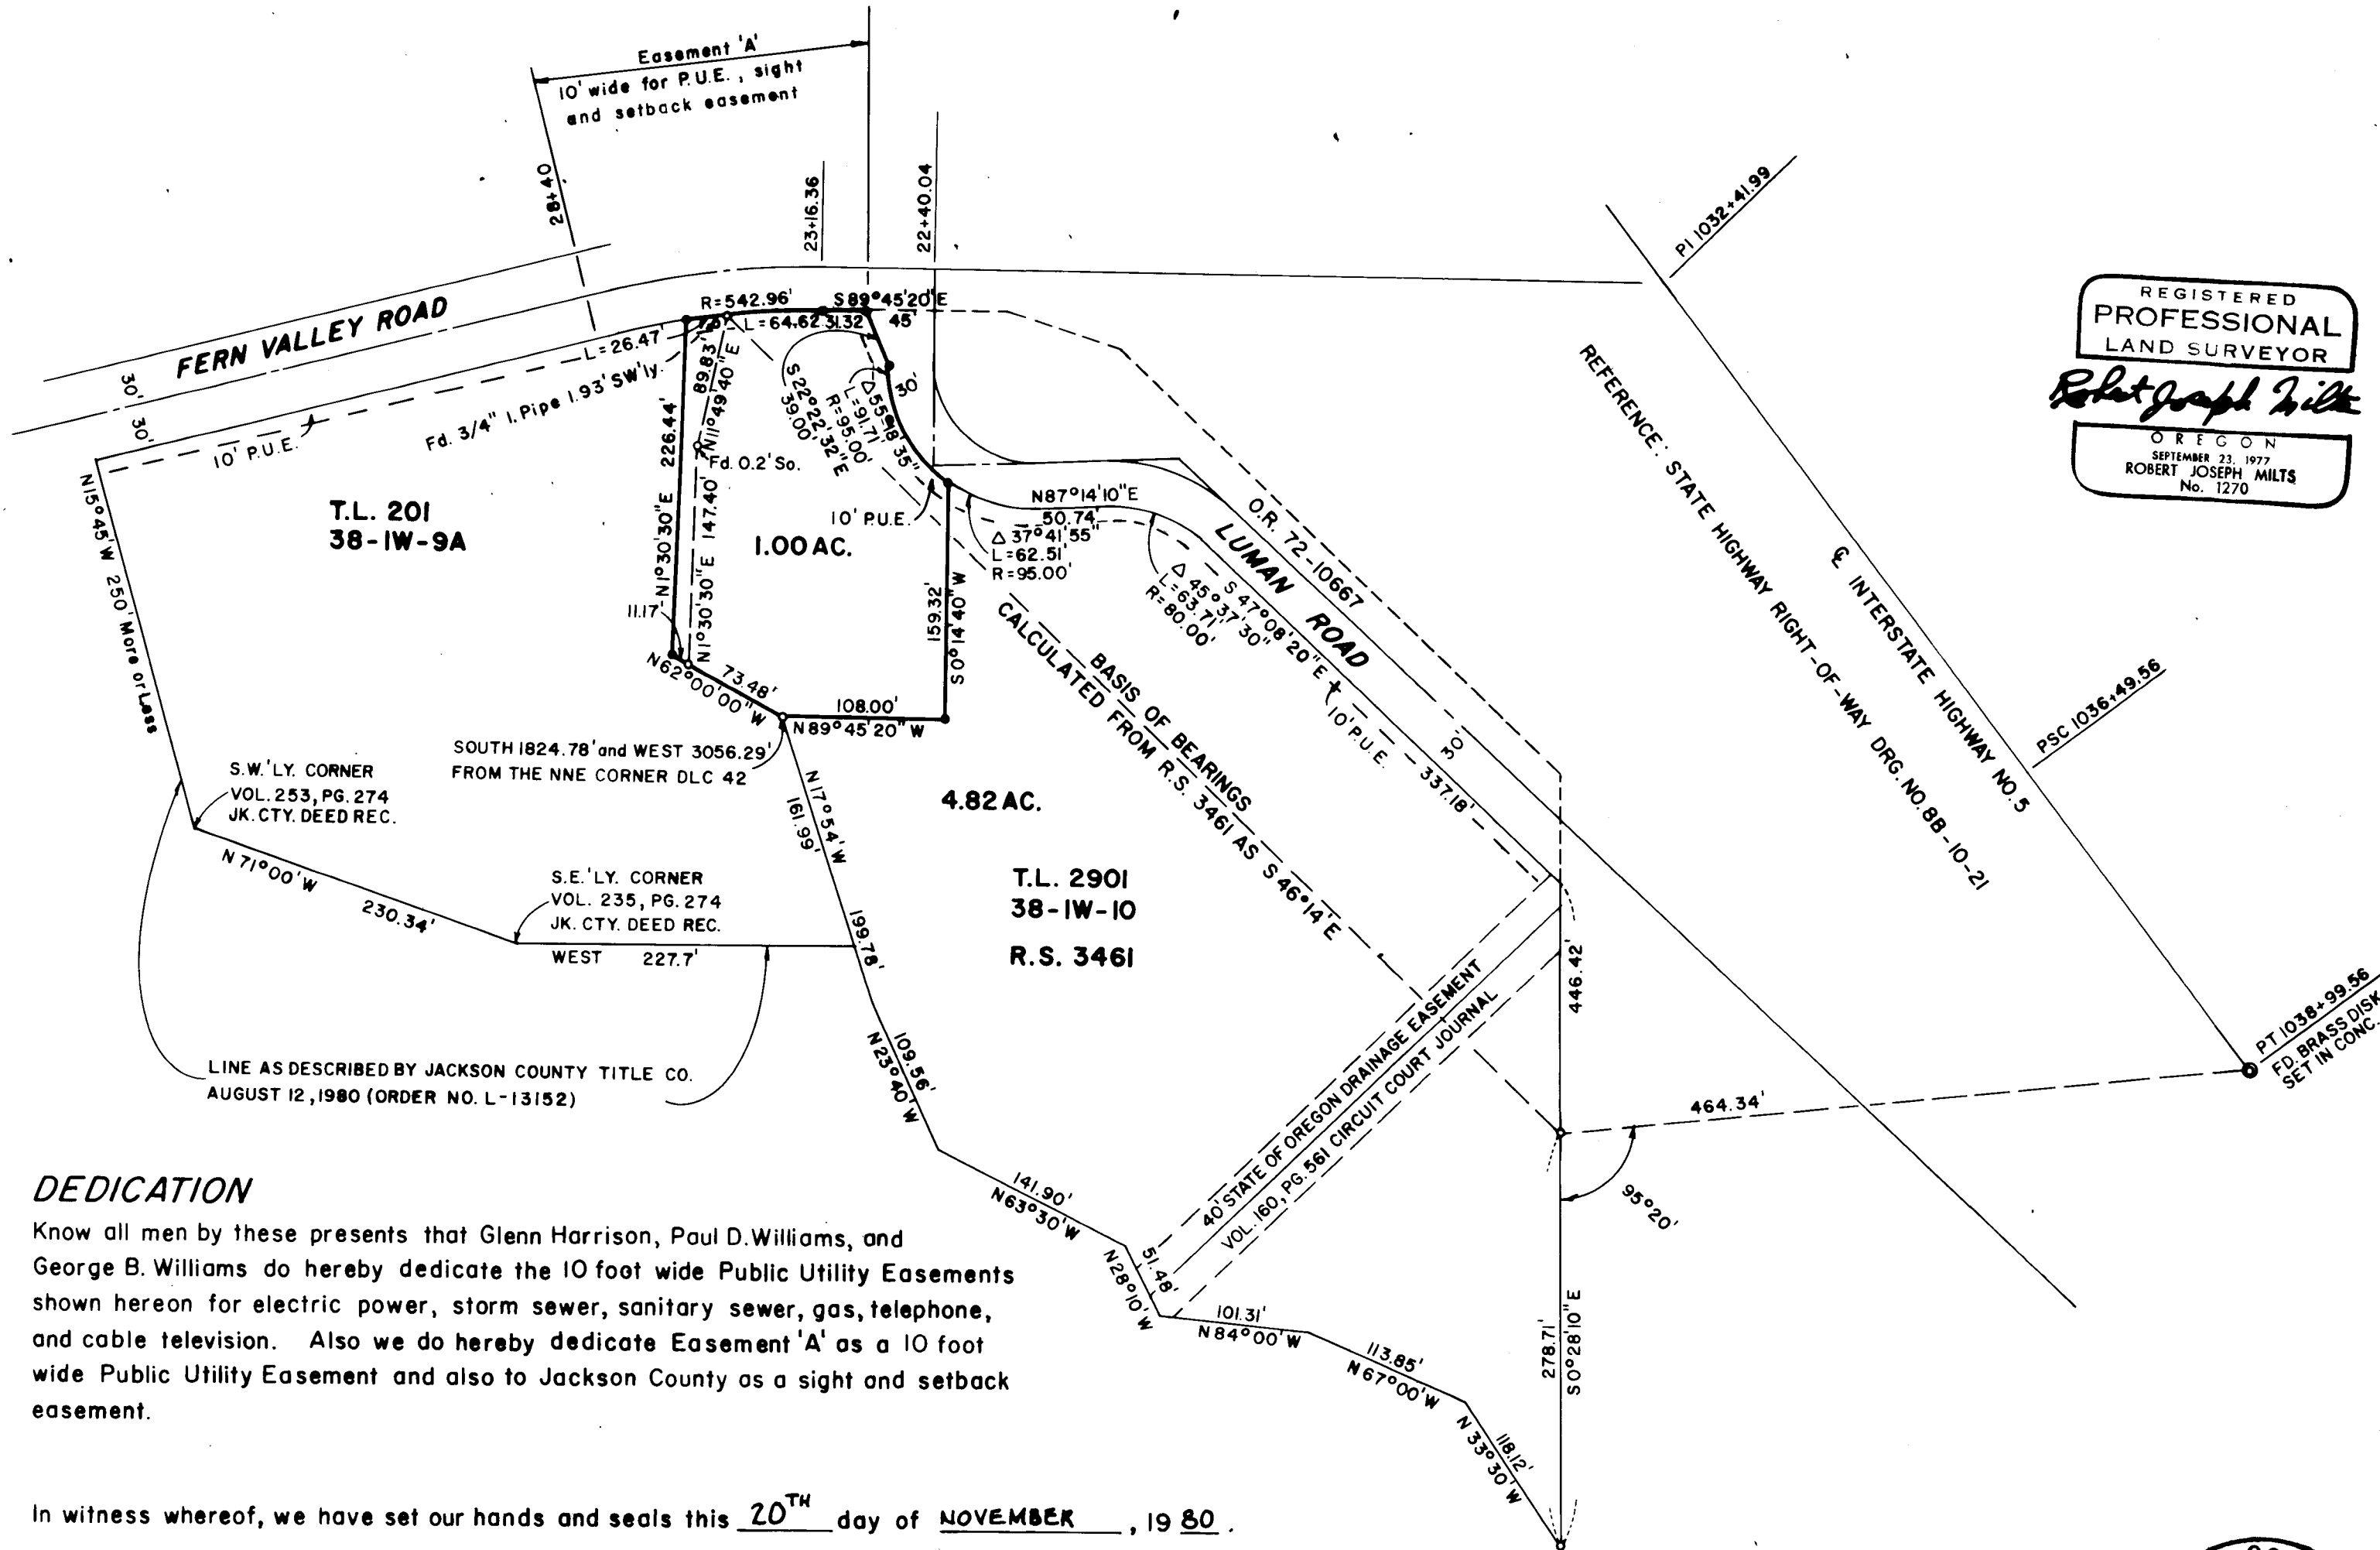 Easement 'A'
10' wide for P.U.E., sight
and setback easement
28+40
23+16.36
22+40.04
PI 1032+41.99
REGISTERED
PROFESSIONAL
LAND SURVEYOR
Robert Joseph Milts
OREGON
SEPTEMBER 23, 1977
ROBERT JOSEPH MILTS
No. 1270
FERN VALLEY ROAD
30'
30'
10' P.U.E.
L=26.47'
Fd. 3/4" I. Pipe 1.93' SW'ly.
R=542.96'
L=64.62
S 89°45'20"E
31.32
45'
89.83'
N11°49'40"E
226.44'
N1°30'30"E
Fd. 0.2' So.
147.40'
N1°30'30"E
11.17'
S 22°22'32"E
39.00'
Δ55°18'35"
L=91.71'
R=95.00'
30'
10' P.U.E.
1.00 AC.
T.L. 201
38-1W-9A
N15°45'W 250' More or Less
N87°14'10"E
50.74'
Δ 37°41'55"
L=62.51'
R=95.00'
Δ 45°37'30"
L=63.71'
R=80.00'
S 47°08'20"E
LUMAN ROAD
O.R. 72-10667
10' P.U.E.
337.18'
30'
159.32'
S 0°14'40" W
N62°00'00"W
73.48'
108.00'
N89°45'20" W
SOUTH 1824.78' and WEST 3056.29'
FROM THE NNE CORNER DLC 42
BASIS OF BEARINGS
CALCULATED FROM R.S. 3461 AS S 46°14'E
REFERENCE: STATE HIGHWAY RIGHT-OF-WAY DRG. NO. 8B-10-21
℄ INTERSTATE HIGHWAY NO. 5
PSC 1036+49.56
PT 1038+99.56
FD. BRASS DISK
SET IN CONC.
S.W.'LY. CORNER
VOL. 253, PG. 274
JK. CTY. DEED REC.
N 71°00'W
230.34'
S.E.'LY. CORNER
VOL. 235, PG. 274
JK. CTY. DEED REC.
WEST 227.7'
N17°54'W
161.99'
199.78'
4.82 AC.
T.L. 2901
38-1W-10
R.S. 3461
LINE AS DESCRIBED BY JACKSON COUNTY TITLE CO.
AUGUST 12, 1980 (ORDER NO. L-13152)
109.56'
N23°40'W
141.90'
N63°30'W
51.48'
N28°10'W
40' STATE OF OREGON DRAINAGE EASEMENT
VOL. 160, PG. 561 CIRCUIT COURT JOURNAL
446.42'
464.34'
95°20'
278.71'
S0°28'10"E
101.31'
N84°00'W
113.85'
N67°00'W
118.12'
N 33°30'W
DEDICATION
Know all men by these presents that Glenn Harrison, Paul D. Williams, and
George B. Williams do hereby dedicate the 10 foot wide Public Utility Easements
shown hereon for electric power, storm sewer, sanitary sewer, gas, telephone,
and cable television. Also we do hereby dedicate Easement 'A' as a 10 foot
wide Public Utility Easement and also to Jackson County as a sight and setback
easement.
In witness whereof, we have set our hands and seals this 20TH day of NOVEMBER, 19 80.